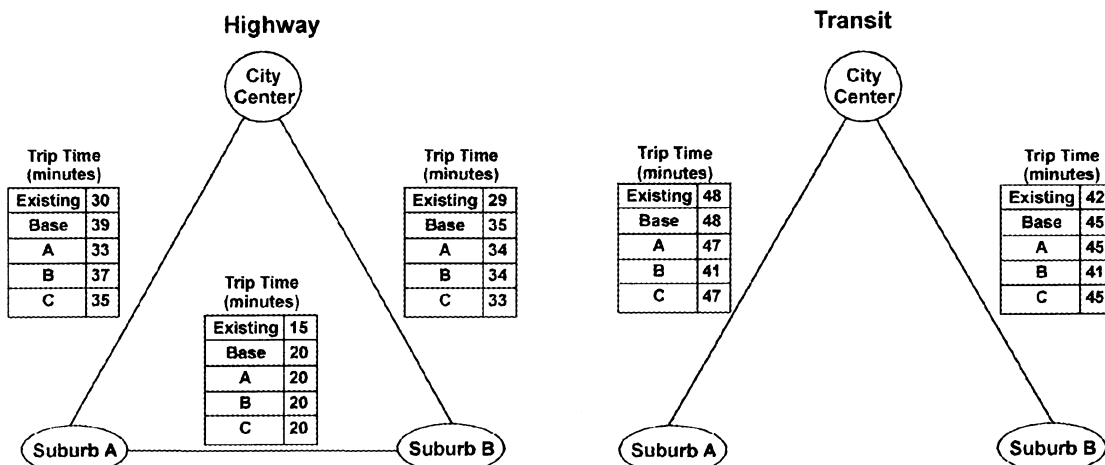 Highway
City
Center
Trip Time
(minutes)
Existing 30
Base 39
A 33
B 37
C 35
Trip Time
(minutes)
Existing 29
Base 35
A 34
B 34
C 33
Trip Time
(minutes)
Existing 15
Base 20
A 20
B 20
C 20
Suburb A
Suburb B
Transit
City
Center
Trip Time
(minutes)
Existing 48
Base 48
A 47
B 41
C 47
Trip Time
(minutes)
Existing 42
Base 45
A 45
B 41
C 45
Suburb A
Suburb B